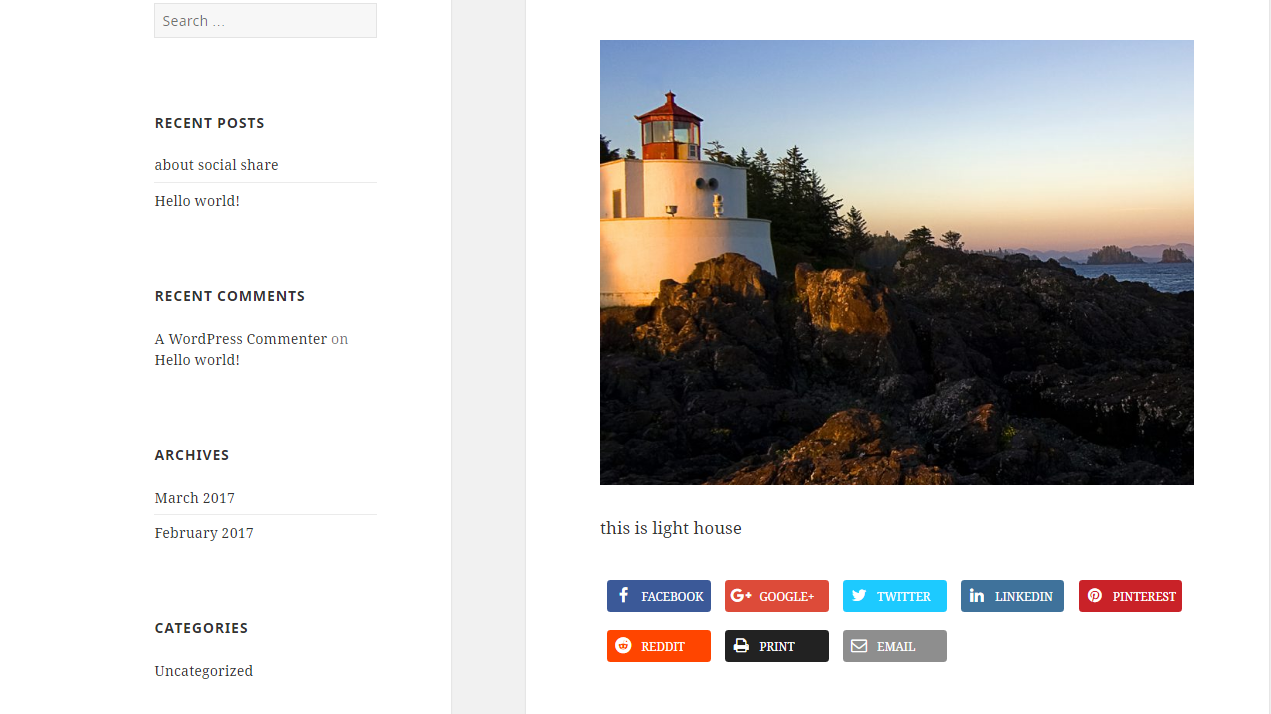 Search …
RECENT POSTS
about social share
Hello world!
RECENT COMMENTS
A WordPress Commenter on
Hello world!
ARCHIVES
March 2017
February 2017
CATEGORIES
Uncategorized
this is light house
FACEBOOK
GOOGLE+
TWITTER
LINKEDIN
PINTEREST
REDDIT
PRINT
EMAIL